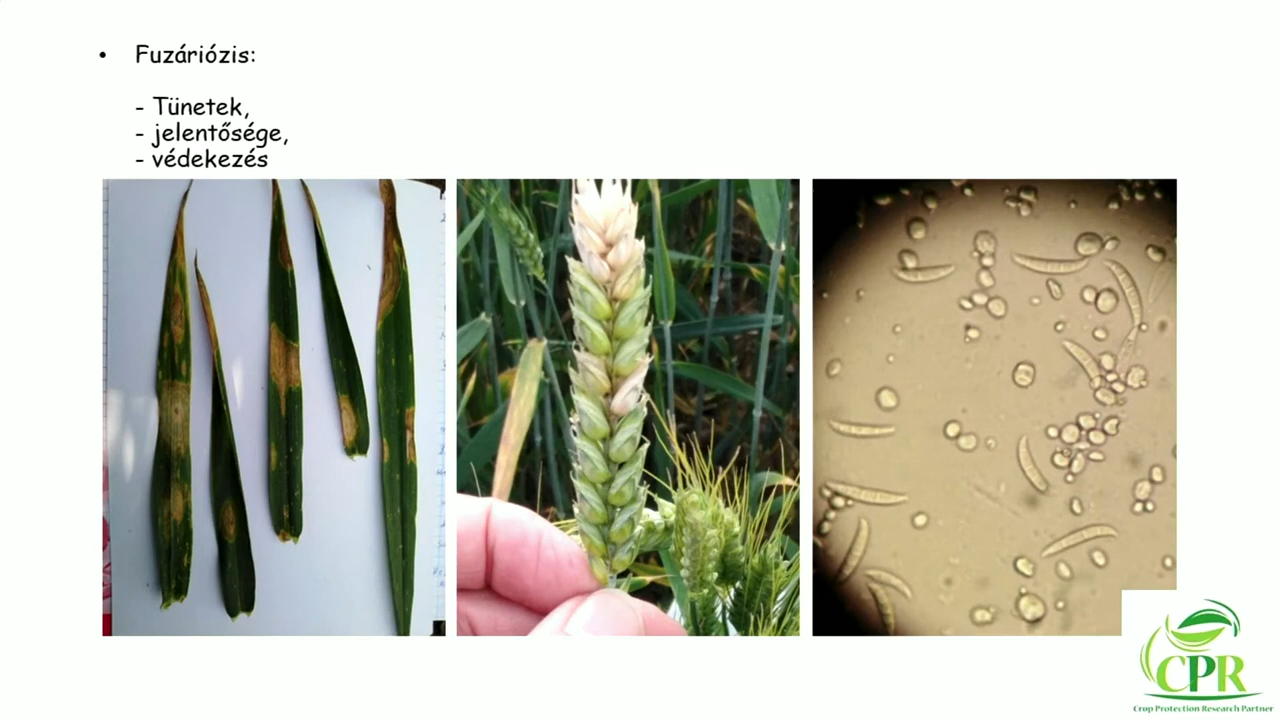 • Fuzáriózis:
- Tünetek,
- jelentősége,
- védekezés
CPR
Crop Protection Research Partner